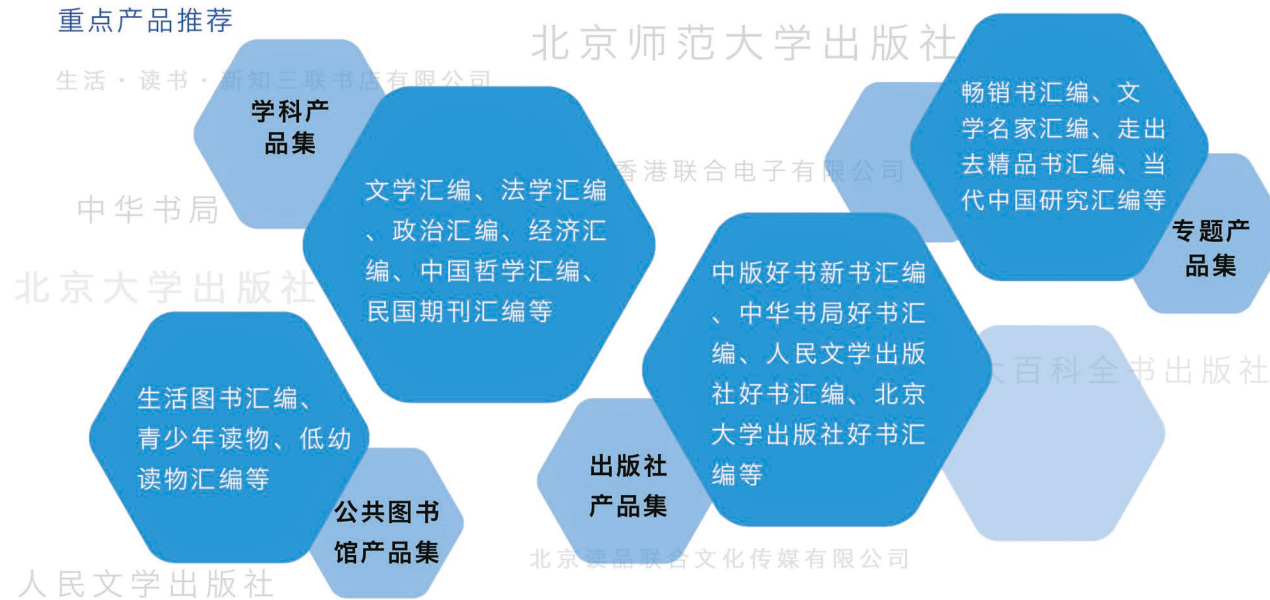 重点产品推荐
北京师范大学出版社
生活·读书·新知三联书店有限公司
学科产
品集
文学汇编、法学汇编
、政治汇编、经济汇
编、中国哲学汇编、
民国期刊汇编等
畅销书汇编、文
学名家汇编、走出
去精品书汇编、当
代中国研究汇编等
专题产
品集
香港联合电子有限公司
中华书局
北京大学出版社
中版好书新书汇编
、中华书局好书汇
编、人民文学出版
社好书汇编、北京
大学出版社好书汇
编等
出版社
产品集
大百科全书出版社
生活图书汇编、
青少年读物、低幼
读物汇编等
公共图书
馆产品集
北京读品联合文化传媒有限公司
人民文学出版社